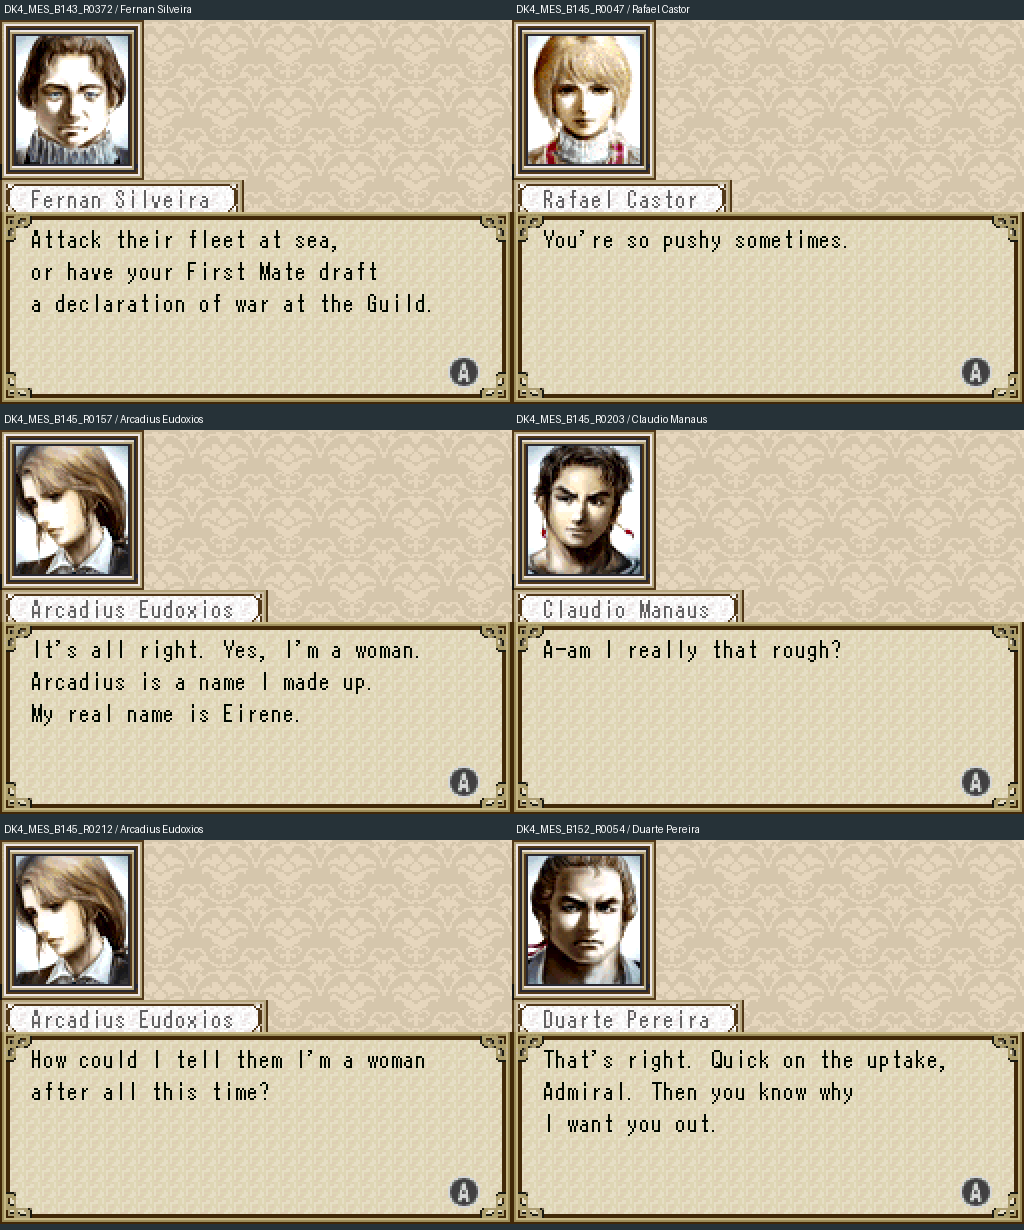 DK4_MES_B143_R0372 / Fernan Silveira
Fernan Silveira
Attack their fleet at sea,
or have your First Mate draft
a declaration of war at the Guild.
A
DK4_MES_B145_R0047 / Rafael Castor
Rafael Castor
You're so pushy sometimes.
A
DK4_MES_B145_R0157 / Arcadius Eudoxios
Arcadius Eudoxios
It's all right. Yes, I'm a woman.
Arcadius is a name I made up.
My real name is Eirene.
A
DK4_MES_B145_R0203 / Claudio Manaus
Claudio Manaus
A-am I really that rough?
A
DK4_MES_B145_R0212 / Arcadius Eudoxios
Arcadius Eudoxios
How could I tell them I'm a woman
after all this time?
A
DK4_MES_B152_R0054 / Duarte Pereira
Duarte Pereira
That's right. Quick on the uptake,
Admiral. Then you know why
I want you out.
A